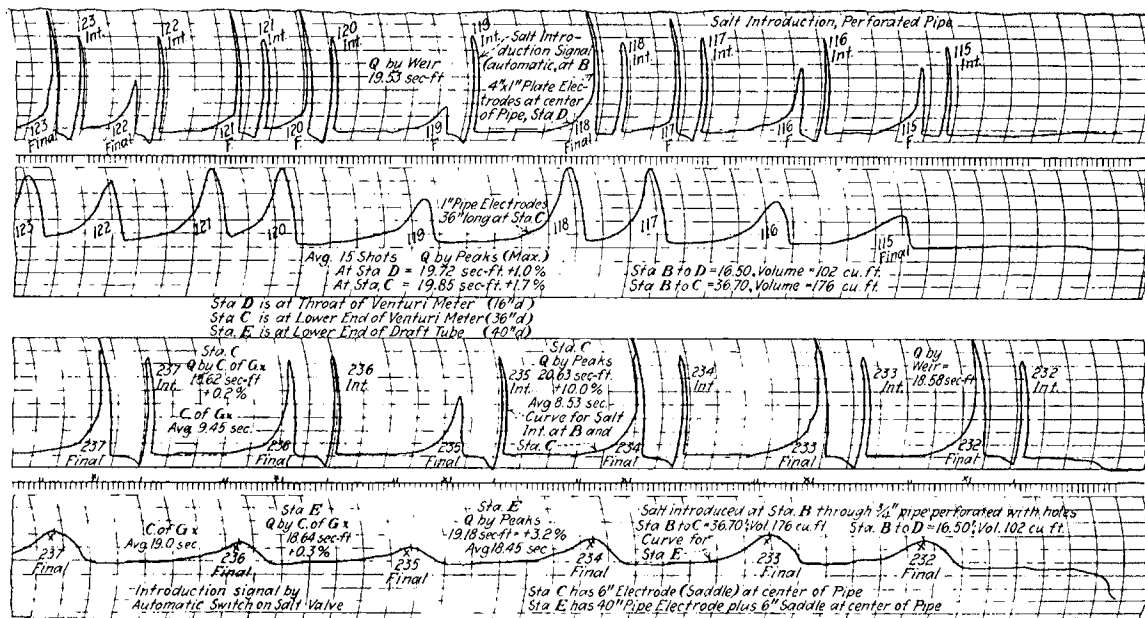 Salt Introduction, Perforated Pipe
123 Int.
122 Int.
121 Int.
120 Int.
Q by Weir
19.53 sec-ft
119 Int.
Salt Intro-
duction Signal
(automatic, at B
4"x1" Plate Elec-
trodes at center
of Pipe, Sta D
118 Int.
117 Int.
116 Int.
115 Int.
123 Final
122 Final
121 F
120 F
119 F
118 Final
117 F
116 F
115 F
123
122
121
120
119
1" Pipe Electrodes
36" long at Sta. C
118
117
116
115 Final
Avg. 15 Shots Q by Peaks (Max.)
At Sta D = 19.72 sec-ft. +1.0%
At Sta. C = 19.85 sec-ft. +1.7%
Sta B to D = 16.50, Volume = 102 cu. ft.
Sta B to C = 36.70, Volume = 176 cu. ft.
Sta D is at Throat of Venturi Meter (16"d)
Sta C is at Lower End of Venturi Meter (36"d)
Sta. E is at Lower End of Draft Tube (40"d)
237 Int.
Sta. C
Q by C. of Gx
sec-ft
+0.2%
C. of Gx
Avg. 9.45 sec.
236 Int.
235 Int.
Sta. C
Q by Peaks
20.63 sec-ft
+10.0%
Avg 8.53 sec.
Curve for Salt
Int. at B and
Sta. C
234 Int
233 Int.
Q by
Weir =
18.58 sec-ft
232 Int.
237 Final
236 Final
235 Final
234 Final
233 Final
232 Final
237 Final
C. of Gx
Avg. 19.0 sec
Sta E
Q by C. of Gx
18.64 sec-ft
+0.3%
236 Final
Sta E
Q by Peaks
19.18 sec-ft = +3.2%
Avg 18.45 sec
235 Final
234 Final
Salt introduced at Sta. B through 3/4" pipe perforated with holes
Sta B to C = 36.70', Vol. 176 cu ft Sta. B to D = 16.50', Vol. 102 cu ft.
Curve for
Sta E
233 Final
232 Final
Introduction signal by
Automatic Switch on Salt Valve
Sta C has 6" Electrode (Saddle) at center of Pipe
Sta E has 40" Pipe Electrode plus 6" Saddle at center of Pipe